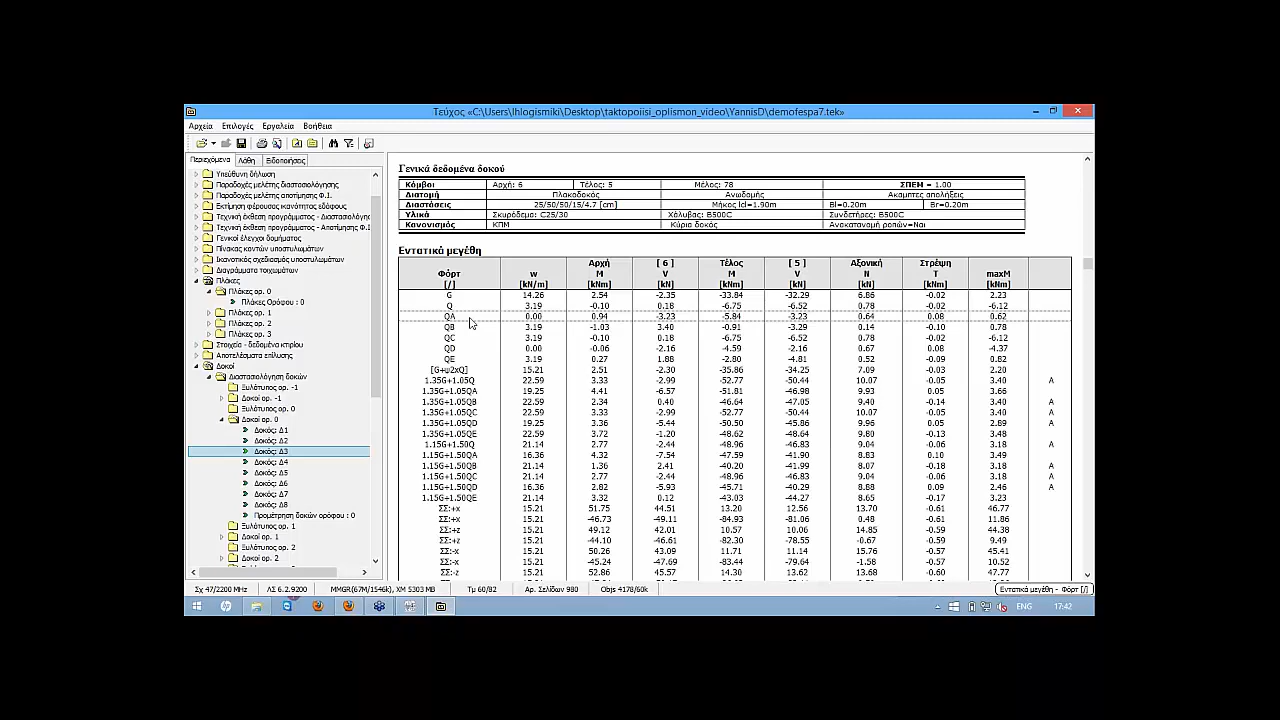 Τεύχος «C:\Users\lhlogismiki\Desktop\taktopoiisi_oplismon_video\YannisD\demofespa7.tek»
Αρχεία Επιλογές Εργαλεία Βοήθεια
Περιεχόμενα Λάθη Ειδοποιήσεις
Υπεύθυνη δήλωση
Παραδοχές μελέτης διαστασιολόγησης
Παραδοχές μελέτης αποτίμησης Φ.Ι.
Εκτίμηση φέρουσας ικανότητας εδάφους
Τεχνική έκθεση προγράμματος - Διαστασιολόγ
Τεχνική έκθεση προγράμματος - Αποτίμησης Φ.Ι
Γενικοί έλεγχοι δομήματος
Πίνακας κοντών υποστυλωμάτων
Ικανοτικός σχεδιασμός υποστυλωμάτων
Διαγράμματα τοιχωμάτων
Πλάκες
Πλάκες ορ. 0
Πλάκες Ορόφου : 0
Πλάκες ορ. 1
Πλάκες ορ. 2
Πλάκες ορ. 3
Στοιχεία - δεδομένα κτιρίου
Αποτελέσματα επίλυσης
Δοκοί
Διαστασιολόγηση δοκών
Ξυλότυπος ορ. -1
Δοκοί ορ. -1
Ξυλότυπος ορ. 0
Δοκοί ορ. 0
Δοκός: Δ1
Δοκός: Δ2
Δοκός: Δ3
Δοκός: Δ4
Δοκός: Δ5
Δοκός: Δ6
Δοκός: Δ7
Δοκός: Δ8
Προμέτρηση δοκών ορόφου : 0
Ξυλότυπος ορ. 1
Δοκοί ορ. 1
Ξυλότυπος ορ. 2
Δοκοί ορ. 2
Γενικά δεδομένα δοκού
Κόμβοι Αρχή: 6 Τέλος: 5 Μέλος: 78 ΣΠΕΜ = 1.00
Διατομή Πλακοδοκός Ανωδομής Άκαμπτες απολήξεις
Διαστάσεις 25/50/50/15/4.7 [cm] Μήκος lcl=1.90m Bl=0.20m Br=0.20m
Υλικά Σκυρόδεμα: C25/30 Χάλυβας: B500C Συνδετήρες: B500C
Κανονισμός ΚΠΜ Κύρια δοκός Ανακατανομή ροπών=Ναι
Εντατικά μεγέθη
Αρχή [ 6 ] Τέλος [ 5 ] Αξονική Στρέψη
Φόρτ w M V M V N T maxM
[/] [kN/m] [kNm] [kN] [kNm] [kN] [kN] [kNm] [kNm]
G 14.26 2.54 -2.35 -33.84 -32.29 6.86 -0.02 2.23
Q 3.19 -0.10 0.18 -6.75 -6.52 0.78 -0.02 -6.12
QA 0.00 0.94 -3.23 -5.84 -3.23 0.64 0.08 0.62
QB 3.19 -1.03 3.40 -0.91 -3.29 0.14 -0.10 0.78
QC 3.19 -0.10 0.18 -6.75 -6.52 0.78 -0.02 -6.12
QD 0.00 -0.06 -2.16 -4.59 -2.16 0.67 0.08 -4.37
QE 3.19 0.27 1.88 -2.80 -4.81 0.52 -0.09 0.82
[G+ψ2xQ] 15.21 2.51 -2.30 -35.86 -34.25 7.09 -0.03 2.20
1.35G+1.05Q 22.59 3.33 -2.99 -52.77 -50.44 10.07 -0.05 3.40 A
1.35G+1.05QA 19.25 4.41 -6.57 -51.81 -46.98 9.93 0.05 3.66
1.35G+1.05QB 22.59 2.34 0.40 -46.64 -47.05 9.40 -0.14 3.40 A
1.35G+1.05QC 22.59 3.33 -2.99 -52.77 -50.44 10.07 -0.05 3.40 A
1.35G+1.05QD 19.25 3.36 -5.44 -50.50 -45.86 9.96 0.05 2.89 A
1.35G+1.05QE 22.59 3.72 -1.20 -48.62 -48.64 9.80 -0.13 3.48
1.15G+1.50Q 21.14 2.77 -2.44 -48.96 -46.92 9.04 -0.06 3.18 A
1.15G+1.50QA 16.36 4.32 -7.54 -47.59 -41.90 8.83 0.10 3.49
1.15G+1.50QB 21.14 1.36 2.41 -40.20 -41.99 8.07 -0.18 3.18 A
1.15G+1.50QC 21.14 2.77 -2.44 -48.96 -46.92 9.04 -0.06 3.18 A
1.15G+1.50QD 16.36 2.82 -5.93 -45.71 -40.29 8.88 0.09 2.46 A
1.15G+1.50QE 21.14 3.32 0.12 -43.03 -44.27 8.65 -0.17 3.23
ΣΣ:+x 15.21 51.75 44.51 13.20 12.56 13.70 -0.61 46.77
ΣΣ:+x 15.21 -46.73 -49.11 -84.93 -81.06 0.48 -0.54 11.86
ΣΣ:+z 15.21 49.12 42.01 10.57 10.06 14.85 -0.59 44.38
ΣΣ:+z 15.21 -44.10 -46.61 -82.30 -78.55 -0.67 -0.59 9.49
ΣΣ:-x 15.21 50.26 43.09 11.71 11.14 15.76 -0.57 45.41
ΣΣ:-x 15.21 -45.24 -47.69 -83.44 -79.64 -1.58 -0.57 10.52
ΣΣ:-z 15.21 52.86 45.57 14.30 13.62 13.68 -0.60 47.77
Σχ 47/2200 MHz ΛΣ 6.2.9200 MMGR(67M/1546k), XM 5303 MB Τμ 60/82 Αρ. Σελίδων 980 Objs 4178/60k Εντατικά μεγέθη - Φόρτ [/]
ENG 17:42